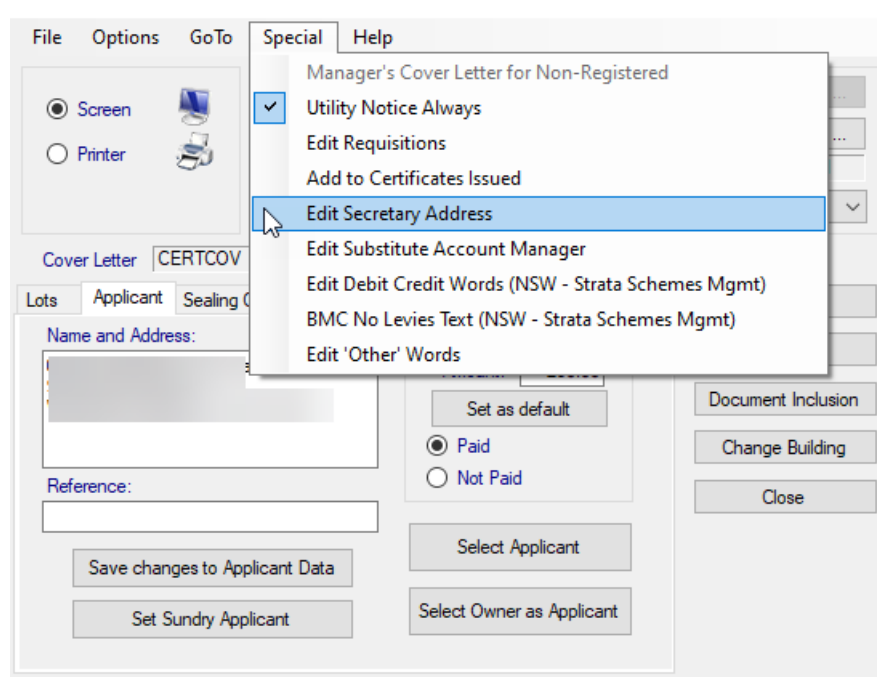 File Options GoTo Special Help
Manager's Cover Letter for Non-Registered
Utility Notice Always
Edit Requisitions
Add to Certificates Issued
Edit Secretary Address
Edit Substitute Account Manager
Edit Debit Credit Words (NSW - Strata Schemes Mgmt)
BMC No Levies Text (NSW - Strata Schemes Mgmt)
Edit 'Other' Words
Screen
Printer
...
...
Cover Letter CERTCOV
Lots Applicant Sealing
Name and Address:
Set as default
Paid
Not Paid
Reference:
Save changes to Applicant Data
Set Sundry Applicant
Select Applicant
Select Owner as Applicant
Document Inclusion
Change Building
Close